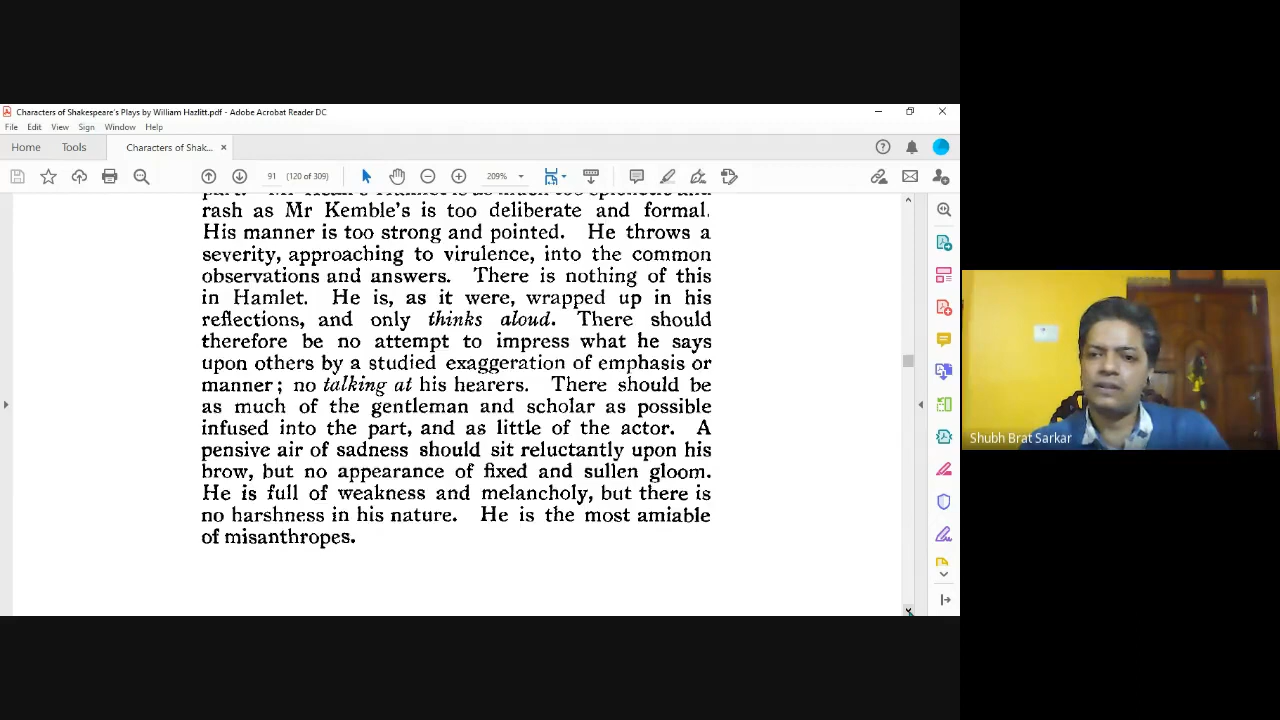 Characters of Shakespeare's Plays by William Hazlitt.pdf - Adobe Acrobat Reader DC
File Edit View Sign Window Help
Home Tools Characters of Shak... ×
91 (120 of 309) 209%
rash as Mr Kemble's is too deliberate and formal.
His manner is too strong and pointed. He throws a
severity, approaching to virulence, into the common
observations and answers. There is nothing of this
in Hamlet. He is, as it were, wrapped up in his
reflections, and only thinks aloud. There should
therefore be no attempt to impress what he says
upon others by a studied exaggeration of emphasis or
manner; no talking at his hearers. There should be
as much of the gentleman and scholar as possible
infused into the part, and as little of the actor. A
pensive air of sadness should sit reluctantly upon his
brow, but no appearance of fixed and sullen gloom.
He is full of weakness and melancholy, but there is
no harshness in his nature. He is the most amiable
of misanthropes.
Shubh Brat Sarkar